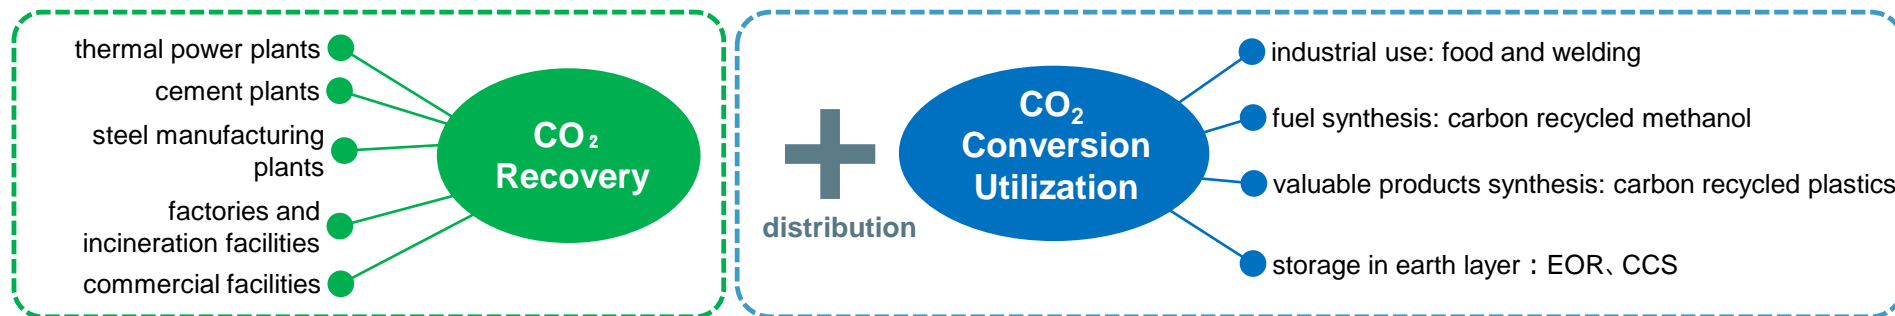 thermal power plants
cement plants
steel manufacturing
plants
factories and
incineration facilities
commercial facilities
CO₂
Recovery
+
distribution
CO₂
Conversion
Utilization
industrial use: food and welding
fuel synthesis: carbon recycled methanol
valuable products synthesis: carbon recycled plastics
storage in earth layer：EOR、CCS